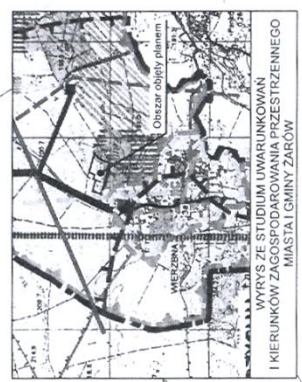 Obszar objęty planem
WIERZBNA
WYRYS ZE STUDIUM UWARUNKOWAŃ
I KIERUNKÓW ZAGOSPODAROWANIA PRZESTRZENNEGO
MIASTA I GMINY ŻARÓW